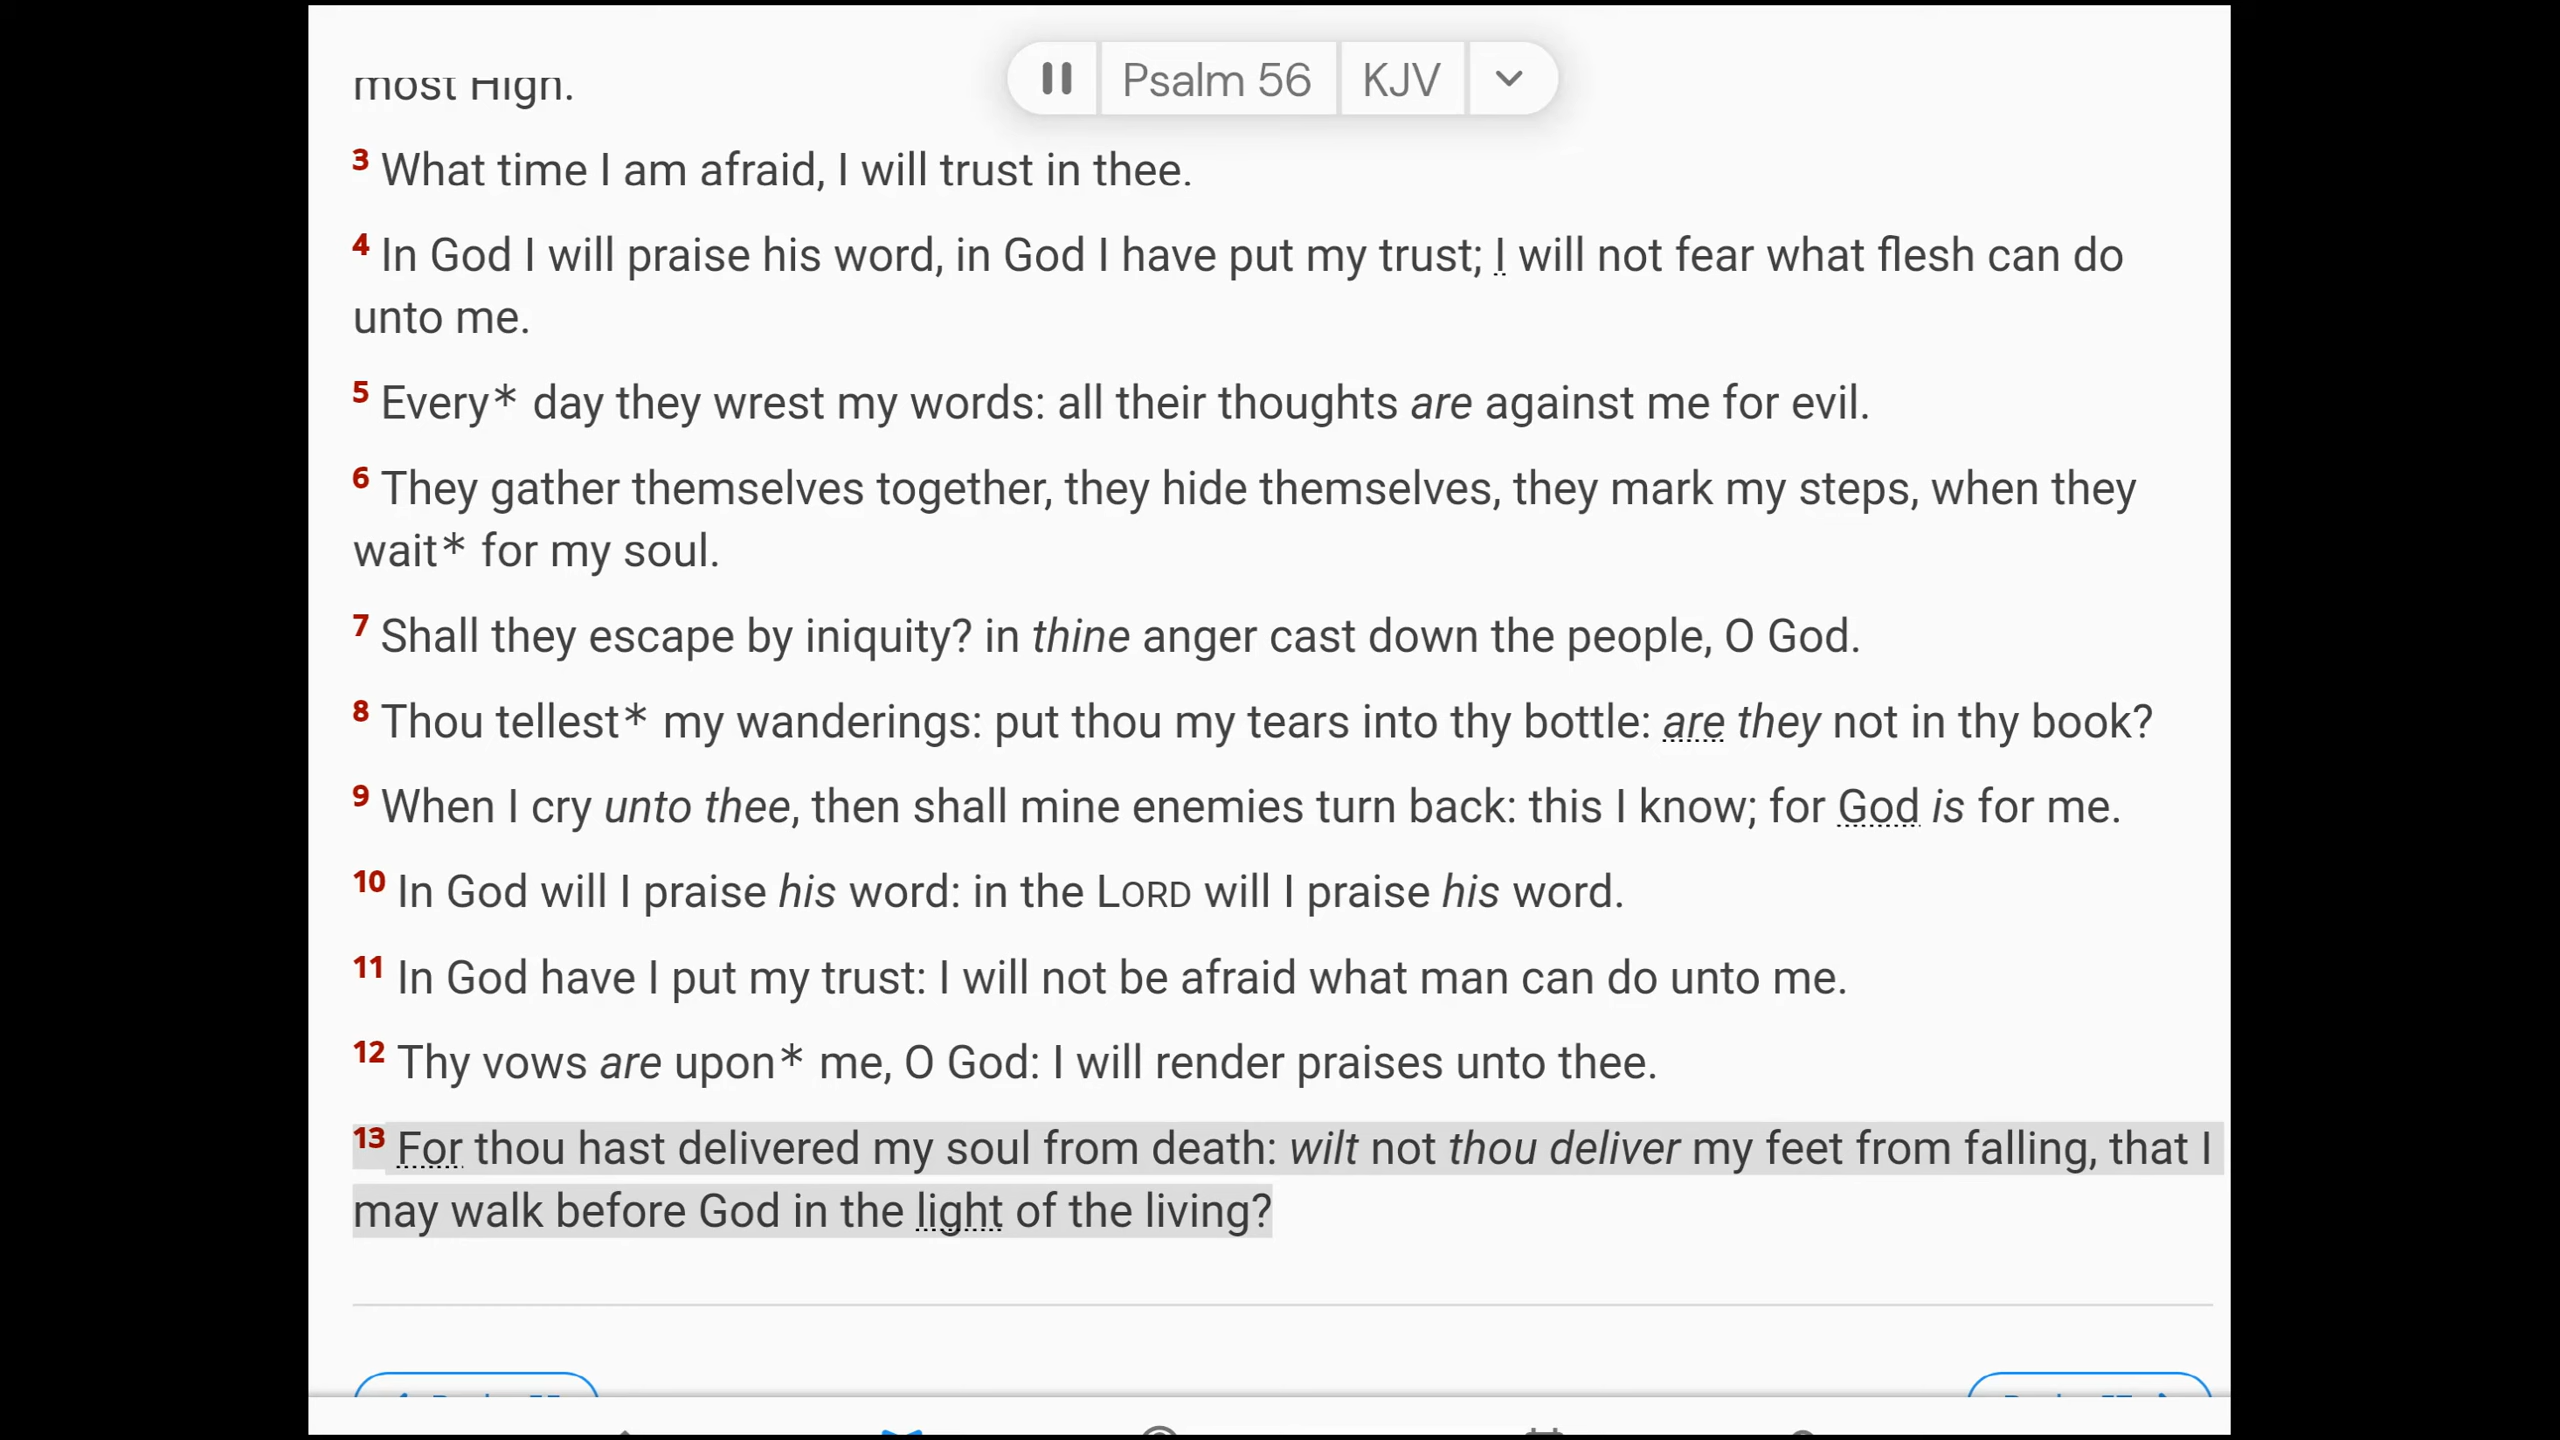 Psalm 56 KJV
most High.
3 What time I am afraid, I will trust in thee.
4 In God I will praise his word, in God I have put my trust; I will not fear what flesh can do
unto me.
5 Every* day they wrest my words: all their thoughts are against me for evil.
6 They gather themselves together, they hide themselves, they mark my steps, when they
wait* for my soul.
7 Shall they escape by iniquity? in thine anger cast down the people, O God.
8 Thou tellest* my wanderings: put thou my tears into thy bottle: are they not in thy book?
9 When I cry unto thee, then shall mine enemies turn back: this I know; for God is for me.
10 In God will I praise his word: in the LORD will I praise his word.
11 In God have I put my trust: I will not be afraid what man can do unto me.
12 Thy vows are upon* me, O God: I will render praises unto thee.
13 For thou hast delivered my soul from death: wilt not thou deliver my feet from falling, that I
may walk before God in the light of the living?